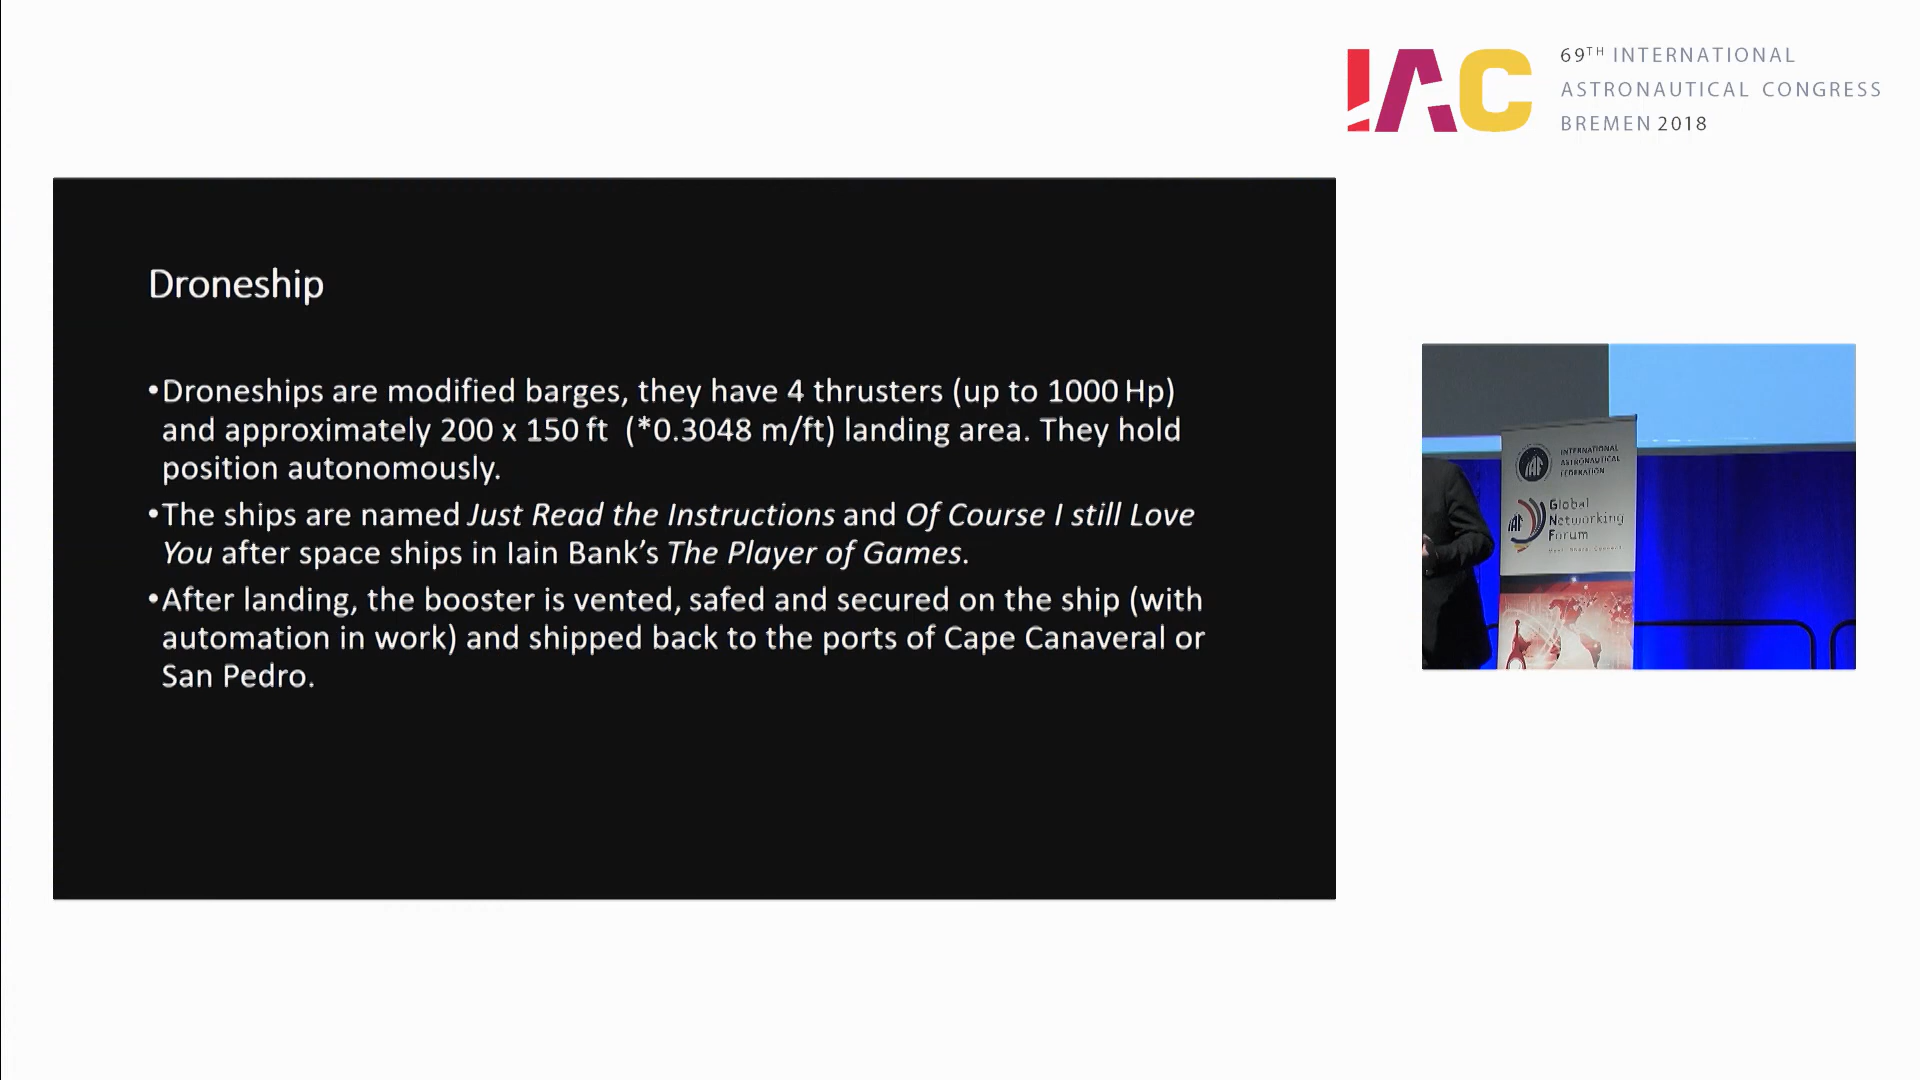 IAC
69TH INTERNATIONAL
ASTRONAUTICAL CONGRESS
BREMEN 2018
Droneship
•Droneships are modified barges, they have 4 thrusters (up to 1000 Hp)
and approximately 200 x 150 ft (*0.3048 m/ft) landing area. They hold
position autonomously.
•The ships are named Just Read the Instructions and Of Course I still Love
You after space ships in Iain Bank’s The Player of Games.
•After landing, the booster is vented, safed and secured on the ship (with
automation in work) and shipped back to the ports of Cape Canaveral or
San Pedro.
IAF
INTERNATIONAL
ASTRONAUTICAL
FEDERATION
IAF
Global
Networking
Forum